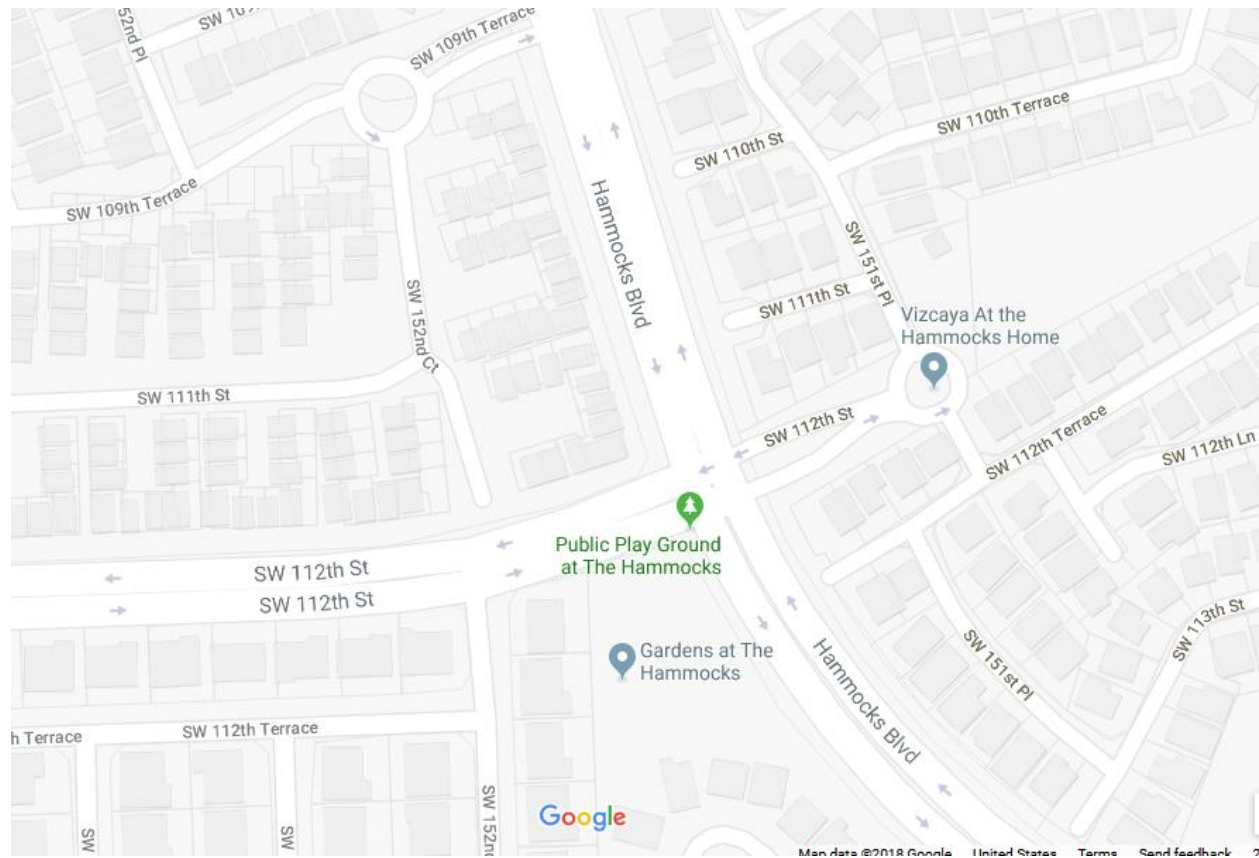 52nd Pl
SW 10
SW 109th Terrace
SW 110th Terrace
SW 110th St
SW 109th Terrace
Hammocks Blvd
SW 151st Pl
SW 111th St
SW 152nd Ct
Vizcaya At the
Hammocks Home
SW 111th St
SW 112th St
SW 112th Terrace
SW 112th Ln
Public Play Ground
at The Hammocks
SW 112th St
SW 112th St
SW 113th St
Gardens at The
Hammocks
SW 151st Pl
Hammocks Blvd
h Terrace
SW 112th Terrace
SW
SW
SW 152nd
Google
Map data ©2018 Google United States Terms Send feedback 2